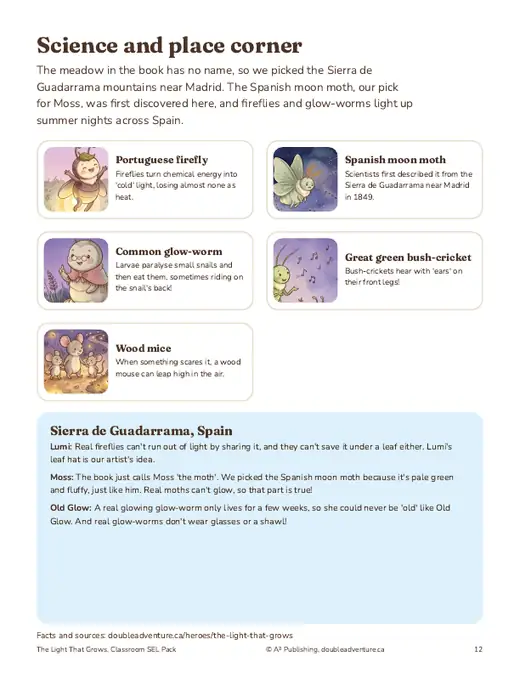 Science and place corner
The meadow in the book has no name, so we picked the Sierra de
Guadarrama mountains near Madrid. The Spanish moon moth, our pick
for Moss, was first discovered here, and fireflies and glow-worms light up
summer nights across Spain.
Portuguese firefly
Fireflies turn chemical energy into
'cold' light, losing almost none as
heat.
Spanish moon moth
Scientists first described it from the
Sierra de Guadarrama near Madrid
in 1849.
Common glow-worm
Larvae paralyse small snails and
then eat them, sometimes riding on
the snail's back!
Great green bush-cricket
Bush-crickets hear with 'ears' on
their front legs!
Wood mice
When something scares it, a wood
mouse can leap high in the air.
Sierra de Guadarrama, Spain
Lumi: Real fireflies can't run out of light by sharing it, and they can't save it under a leaf either. Lumi's
leaf hat is our artist's idea.
Moss: The book just calls Moss 'the moth'. We picked the Spanish moon moth because it's pale green
and fluffy, just like him. Real moths can't glow, so that part is true!
Old Glow: A real glowing glow-worm only lives for a few weeks, so she could never be 'old' like Old
Glow. And real glow-worms don't wear glasses or a shawl!
Facts and sources: doubleadventure.ca/heroes/the-light-that-grows
The Light That Grows, Classroom SEL Pack
© A² Publishing, doubleadventure.ca
12